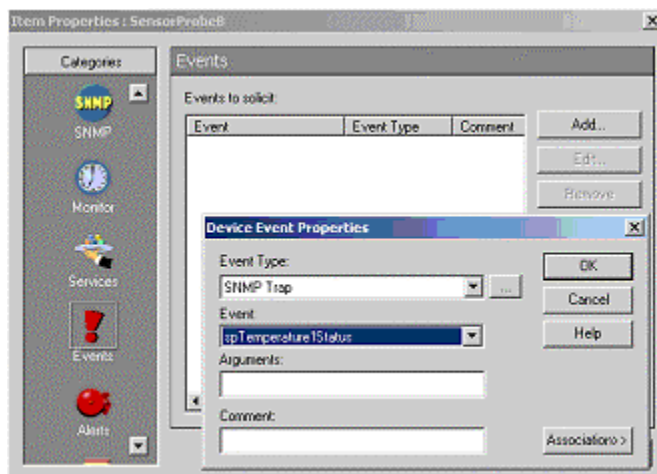 Item Properties : SensorProbe8
Categories
SNMP
SNMP
Monitor
Services
Events
Alerts
Events
Events to solicit:
Event Event Type Comment
Add...
Edit...
Remove
Device Event Properties
Event Type:
SNMP Trap
...
Event:
spTemperature1Status
Arguments:
Comment:
OK
Cancel
Help
Associations>>